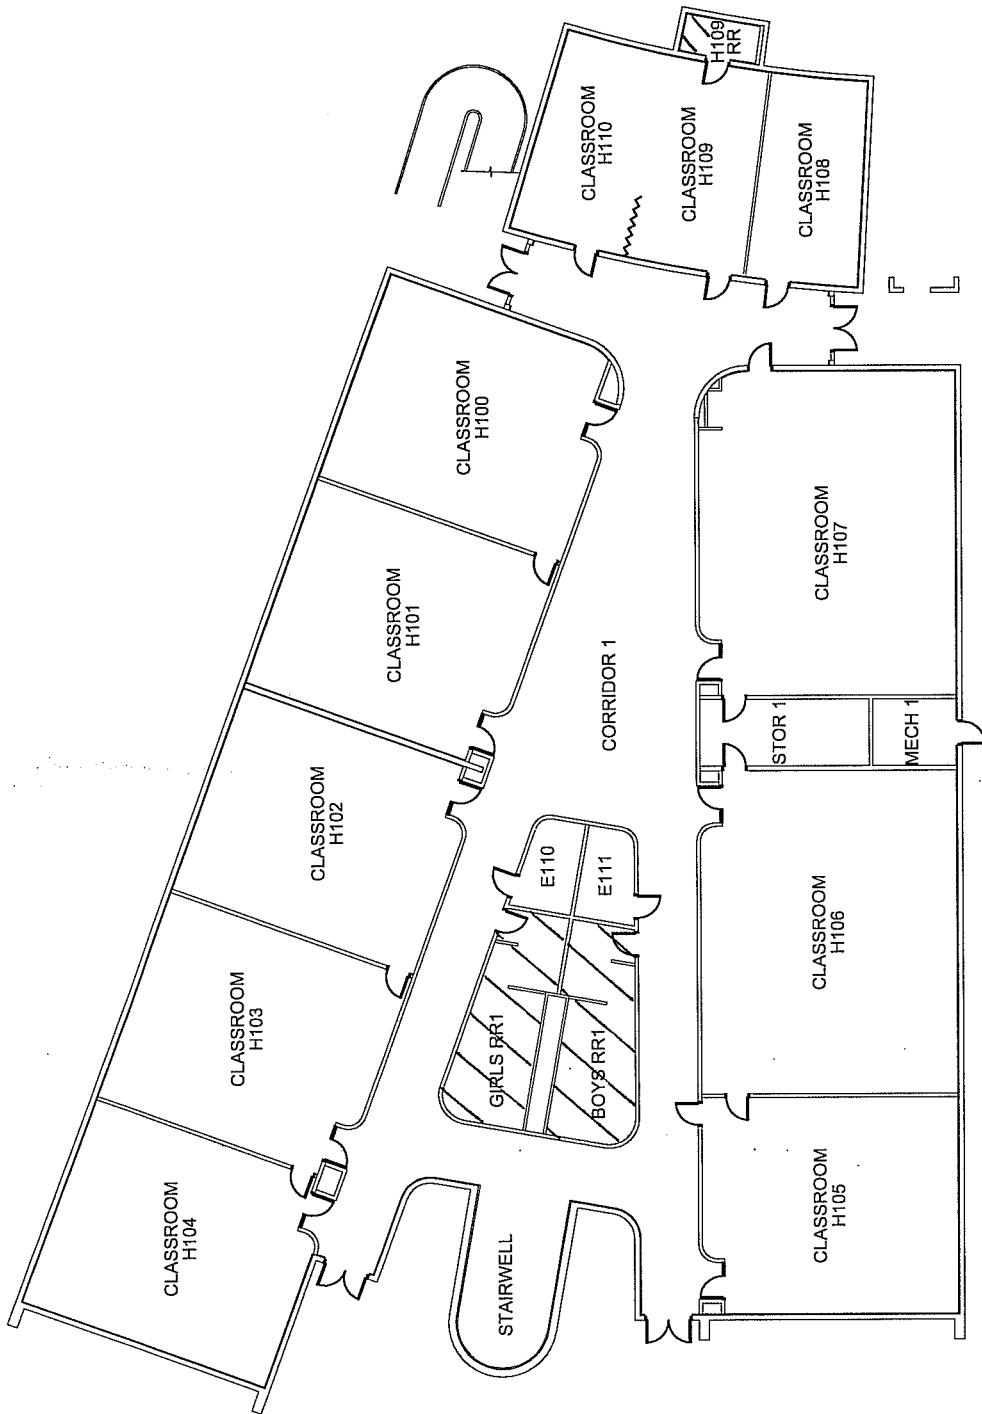 H109
RR
CLASSROOM
H110
CLASSROOM
H109
CLASSROOM
H108
CLASSROOM
H100
CLASSROOM
H101
CLASSROOM
H107
CORRIDOR 1
STOR 1
MECH 1
CLASSROOM
H102
E110
E111
CLASSROOM
H106
CLASSROOM
H103
GIRLS RR1
BOYS RR1
CLASSROOM
H104
STAIRWELL
CLASSROOM
H105